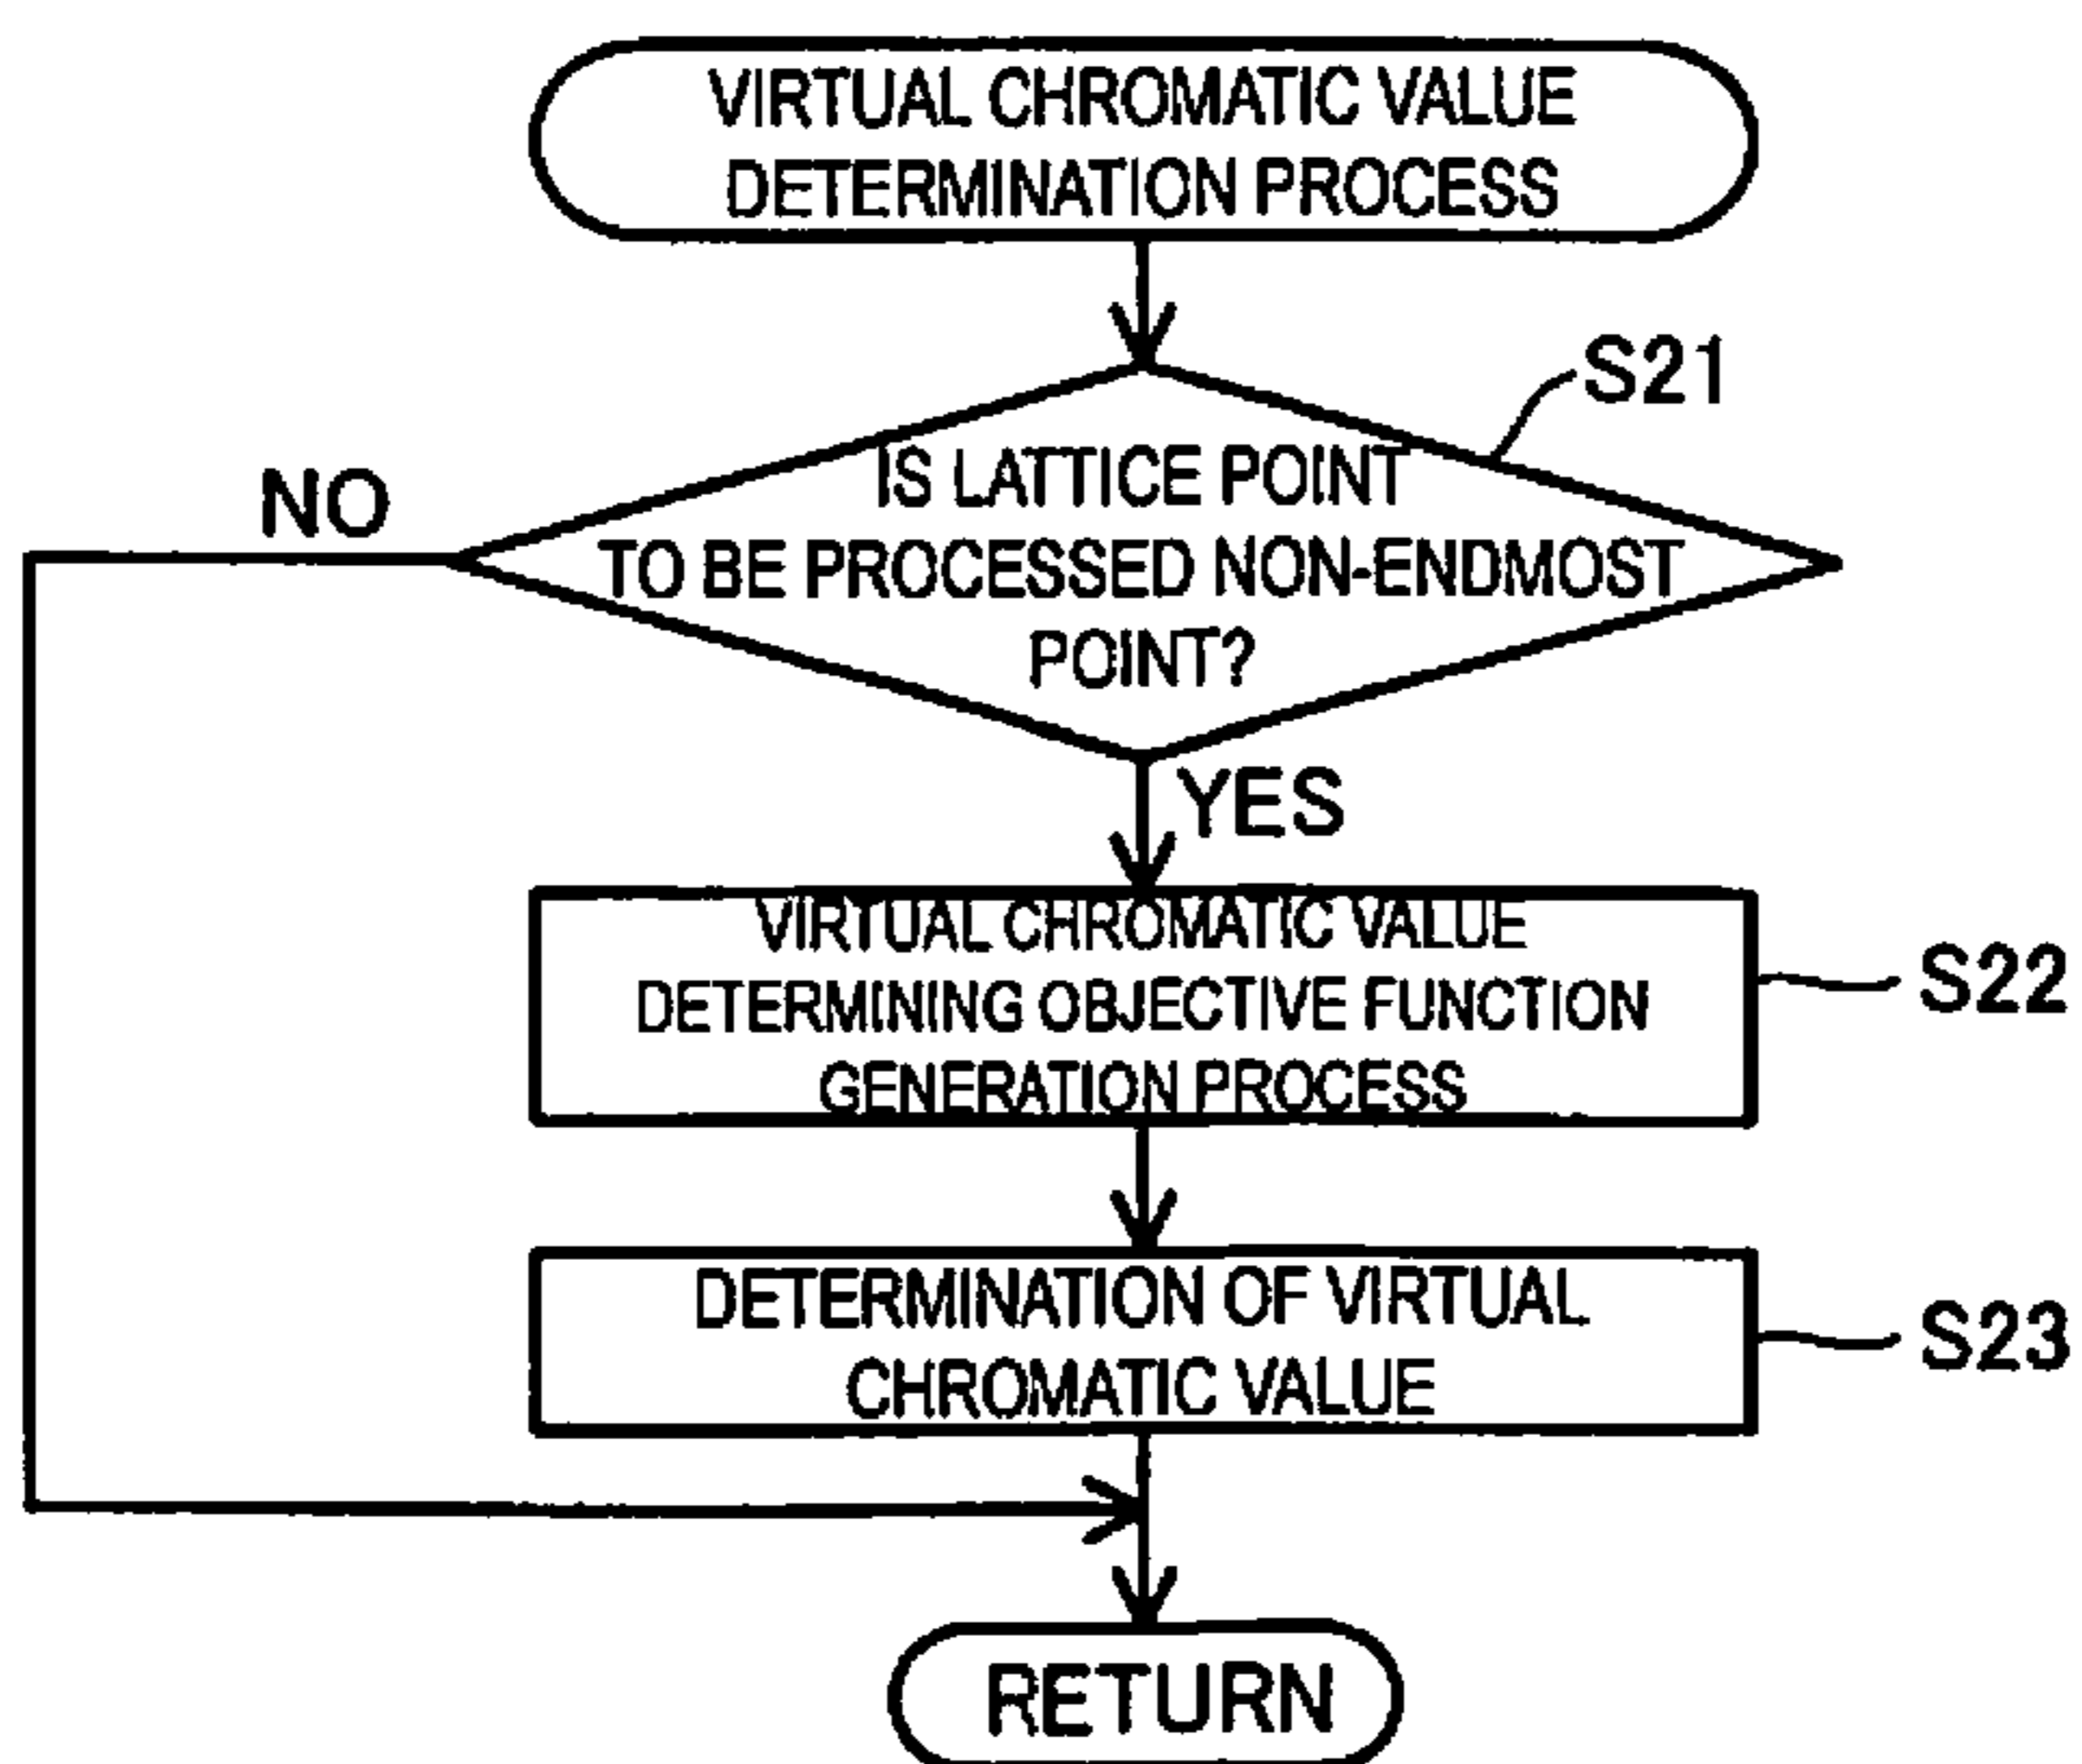 VIRTUAL CHROMATIC VALUE
DETERMINATION PROCESS
S21
IS LATTICE POINT
TO BE PROCESSED NON-ENDMOST
POINT?
NO
YES
VIRTUAL CHROMATIC VALUE
DETERMINING OBJECTIVE FUNCTION
GENERATION PROCESS
S22
DETERMINATION OF VIRTUAL
CHROMATIC VALUE
S23
RETURN